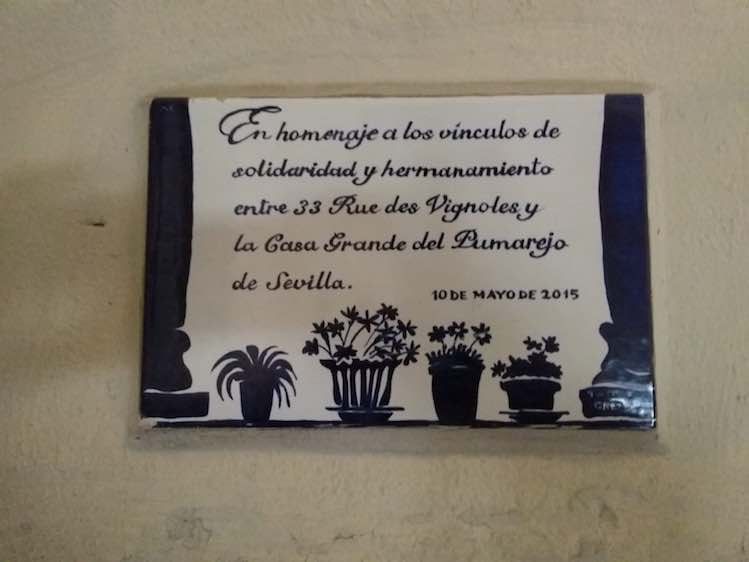 En homenaje a los vínculos de
solidaridad y hermanamiento
entre 33 Rue des Vignoles y
la Casa Grande del Pumarejo
de Sevilla.
10 DE MAYO DE 2015